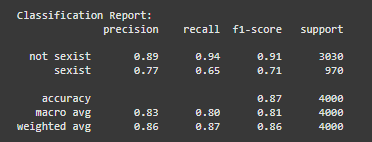 Classification Report:
precision recall f1-score support
not sexist 0.89 0.94 0.91 3030
sexist 0.77 0.65 0.71 970
accuracy 0.87 4000
macro avg 0.83 0.80 0.81 4000
weighted avg 0.86 0.87 0.86 4000